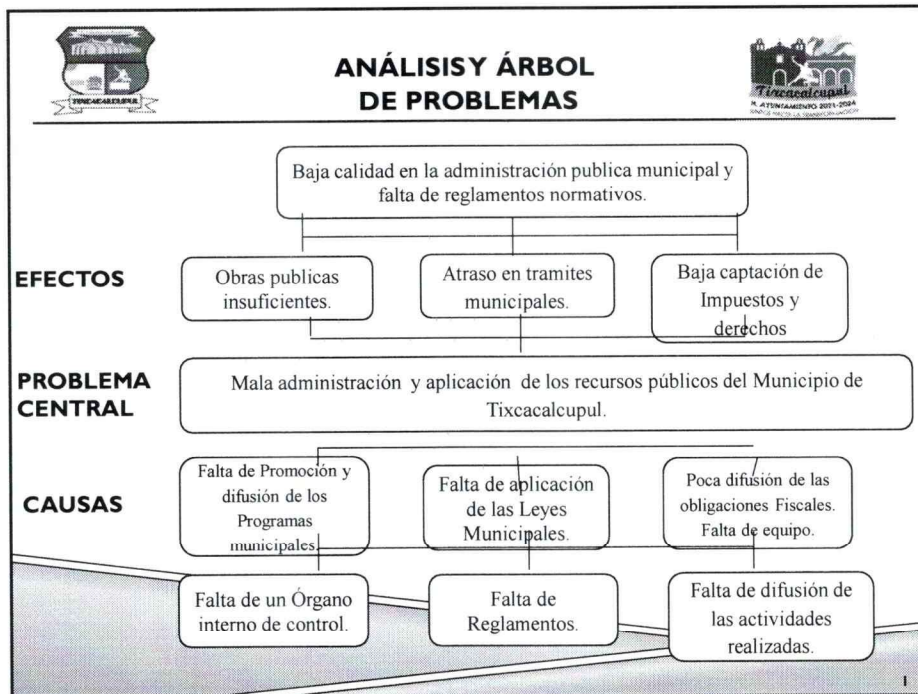 TIXCACALCUPUL
ANÁLISIS Y ÁRBOL
DE PROBLEMAS
Tixcacalcupul
H. AYUNTAMIENTO 2021-2024
Baja calidad en la administración publica municipal y
falta de reglamentos normativos.
EFECTOS
Obras publicas
insuficientes.
Atraso en tramites
municipales.
Baja captación de
Impuestos y
derechos
PROBLEMA
CENTRAL
Mala administración y aplicación de los recursos públicos del Municipio de
Tixcacalcupul.
CAUSAS
Falta de Promoción y
difusión de los
Programas
municipales.
Falta de aplicación
de las Leyes
Municipales.
Poca difusión de las
obligaciones Fiscales.
Falta de equipo.
Falta de un Órgano
interno de control.
Falta de
Reglamentos.
Falta de difusión de
las actividades
realizadas.
1